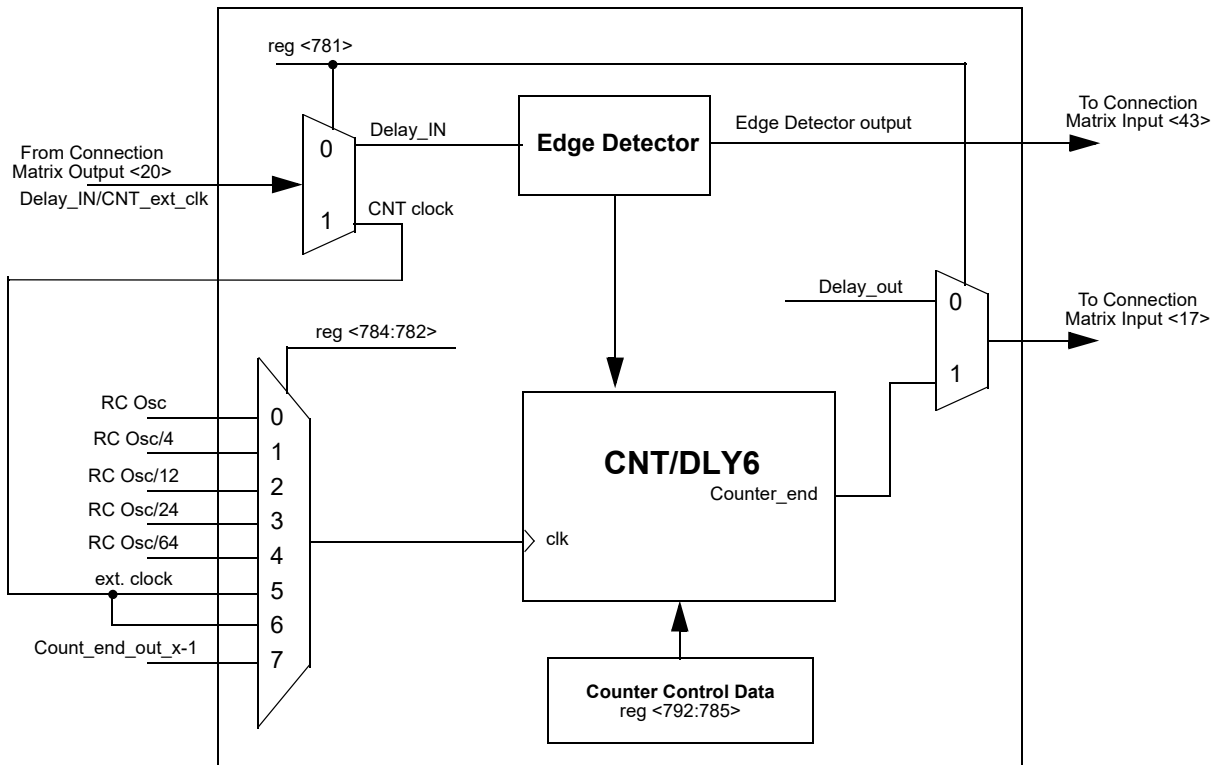 reg <781>
From Connection
Matrix Output <20>
Delay_IN/CNT_ext_clk
0
1
Delay_IN
CNT clock
Edge Detector
Edge Detector output
To Connection
Matrix Input <43>
Delay_out
0
1
To Connection
Matrix Input <17>
reg <784:782>
RC Osc
0
RC Osc/4
1
RC Osc/12
2
RC Osc/24
3
RC Osc/64
4
ext. clock
5
6
Count_end_out_x-1
7
CNT/DLY6
Counter_end
clk
Counter Control Data
reg <792:785>